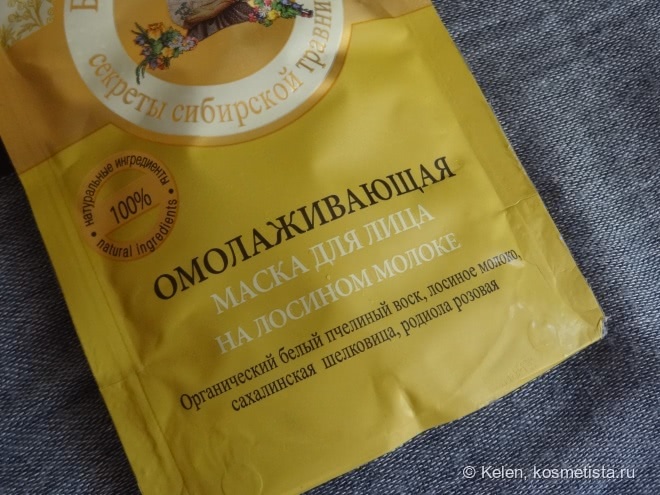 секреты сибирской травни
натуральные ингредиенты
100%
natural ingredients
ОМОЛАЖИВАЮЩАЯ
МАСКА ДЛЯ ЛИЦА
НА ЛОСИНОМ МОЛОКЕ
Органический белый пчелиный воск, лосиное молоко,
сахалинская шелковица, родиола розовая
© Kelen, kosmetista.ru